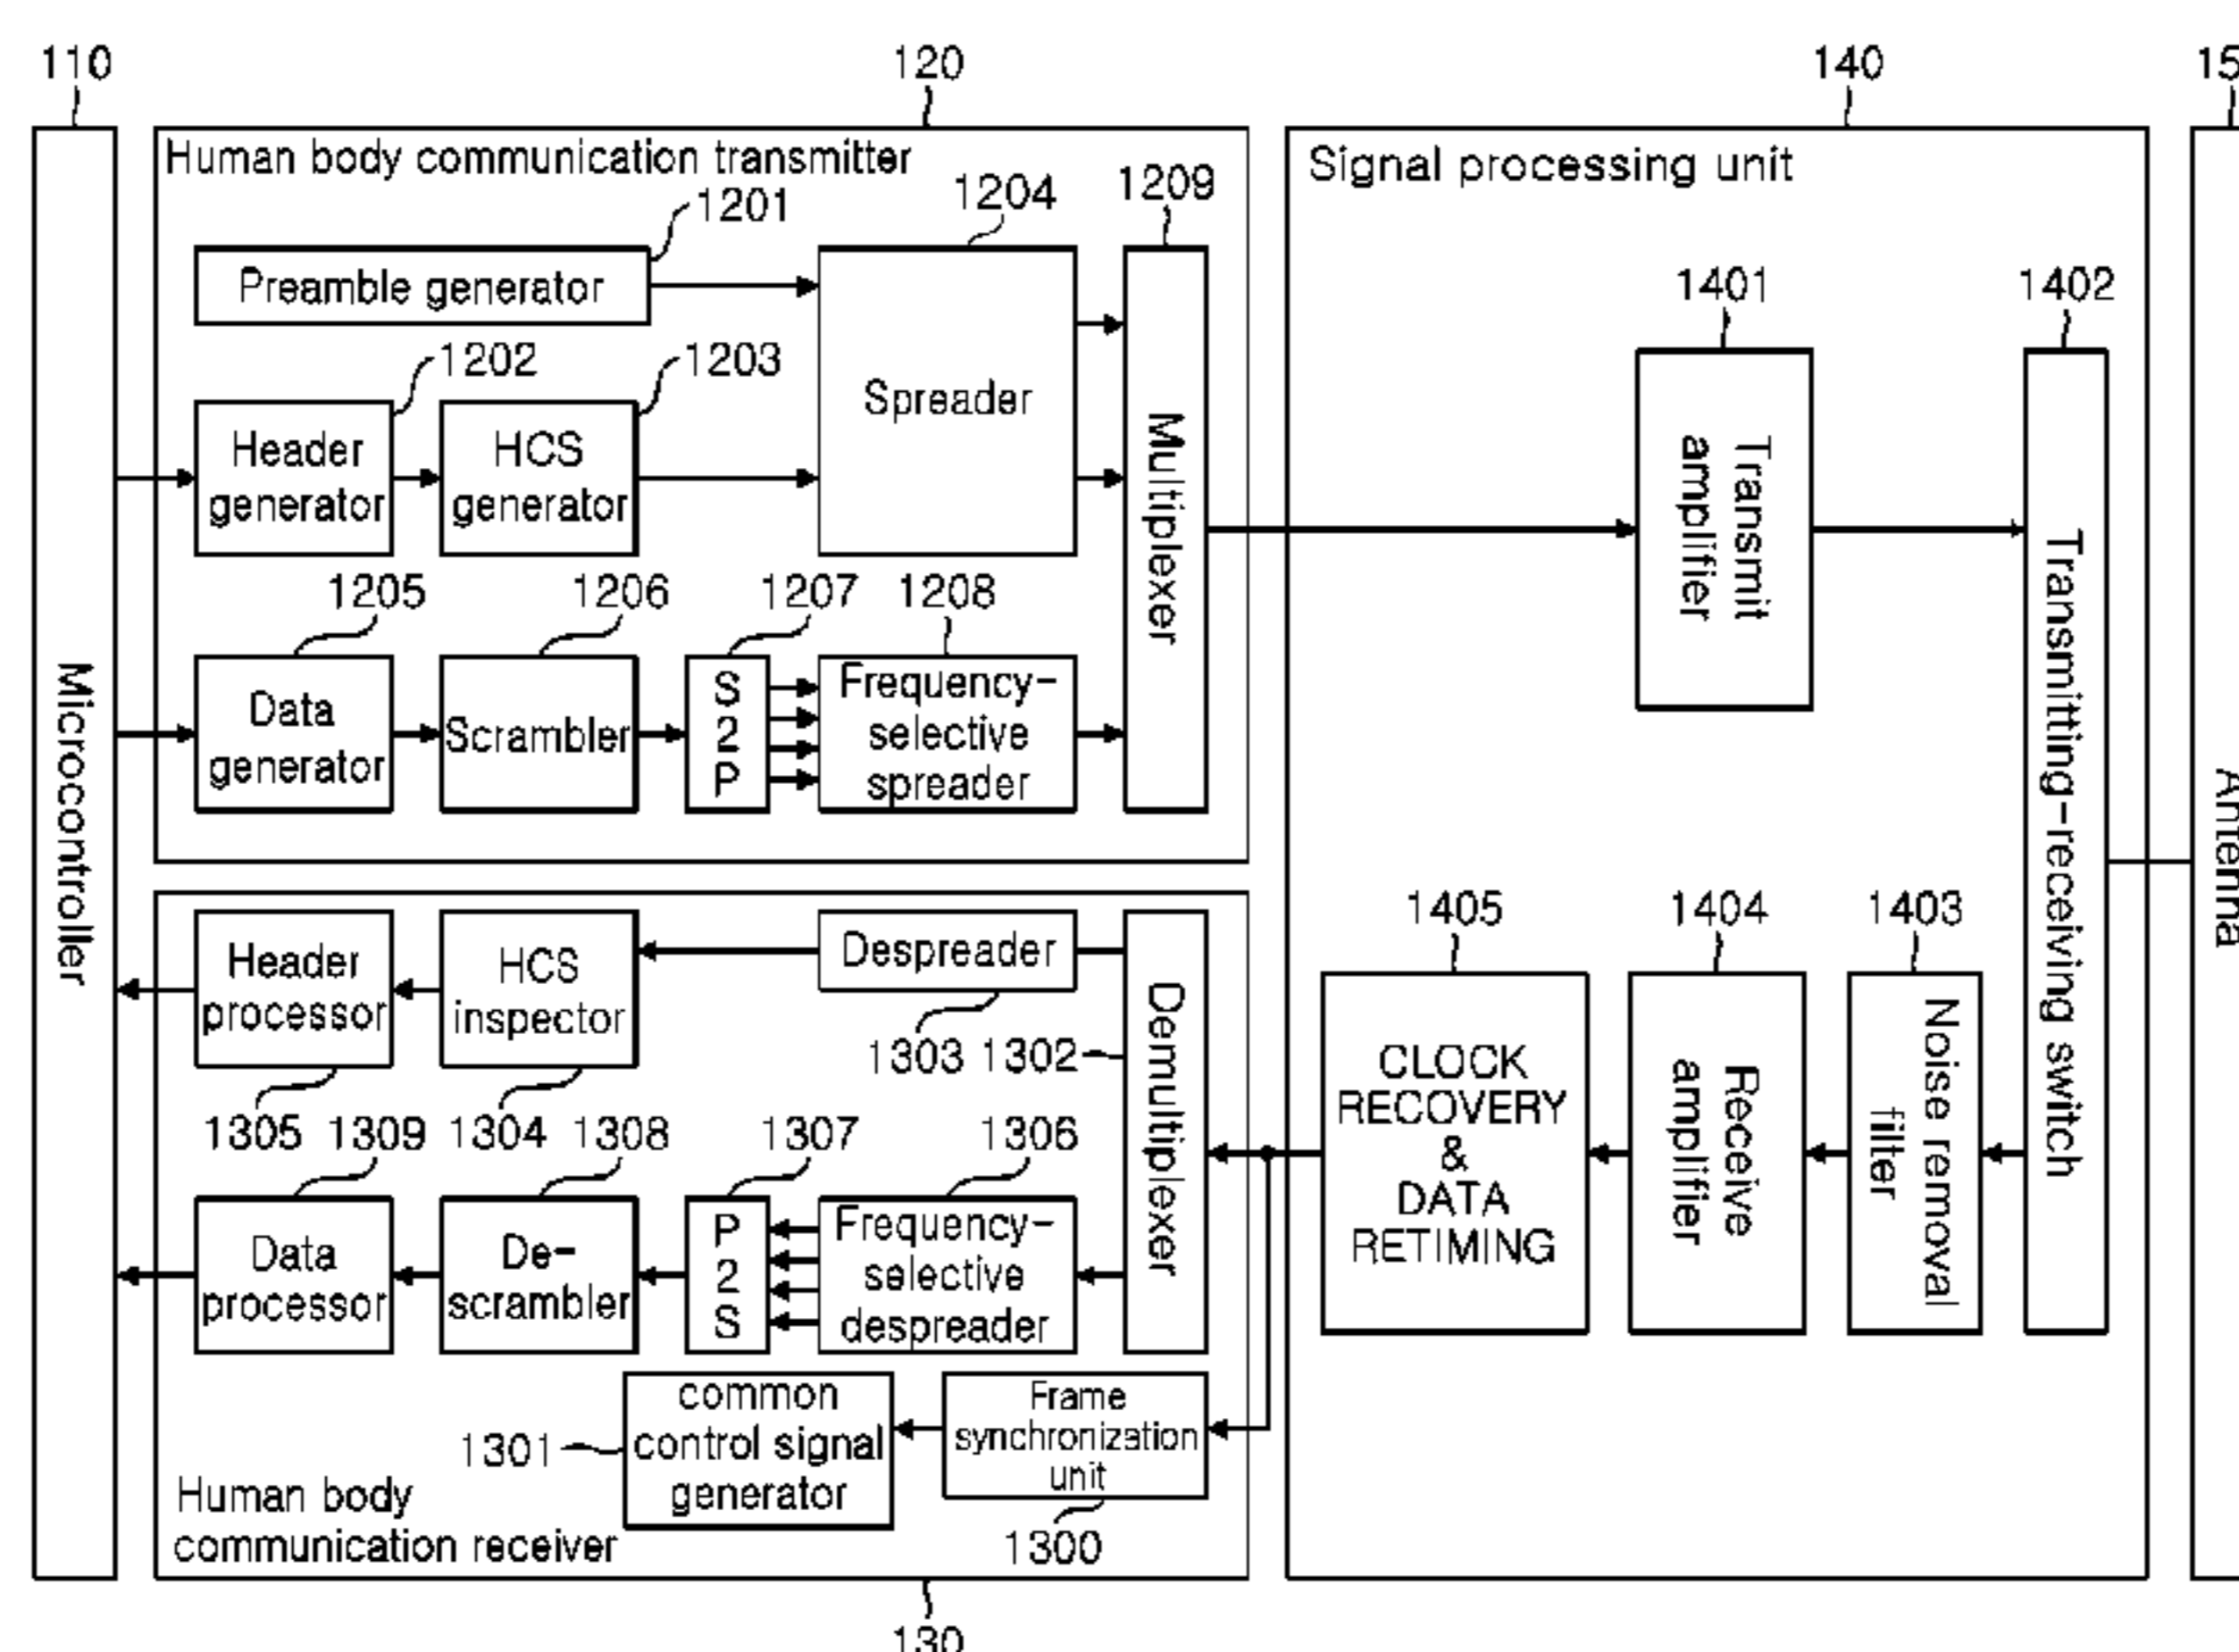 110
120
140
15
Human body communication transmitter
Signal processing unit
1201
1204
1209
Preamble generator
1401
1402
1202
1203
Spreader
Header
generator
HCS
generator
Multiplexer
Transmit
amplifier
1205
1206
1207
1208
Data
generator
Scrambler
S
2
P
Frequency-
selective
spreader
Microcontroller
Transmitting-receiving switch
Antenna
Header
processor
HCS
inspector
Despreader
1303
1302
Demultiplexer
1405
1404
1403
CLOCK
RECOVERY
&
DATA
RETIMING
Receive
amplifier
Noise removal
filter
1305
1309
1304
1308
1307
1306
Data
processor
De-
scrambler
P
2
S
Frequency-
selective
despreader
1301
common
control signal
generator
Frame
synchronization
unit
1300
Human body
communication receiver
130